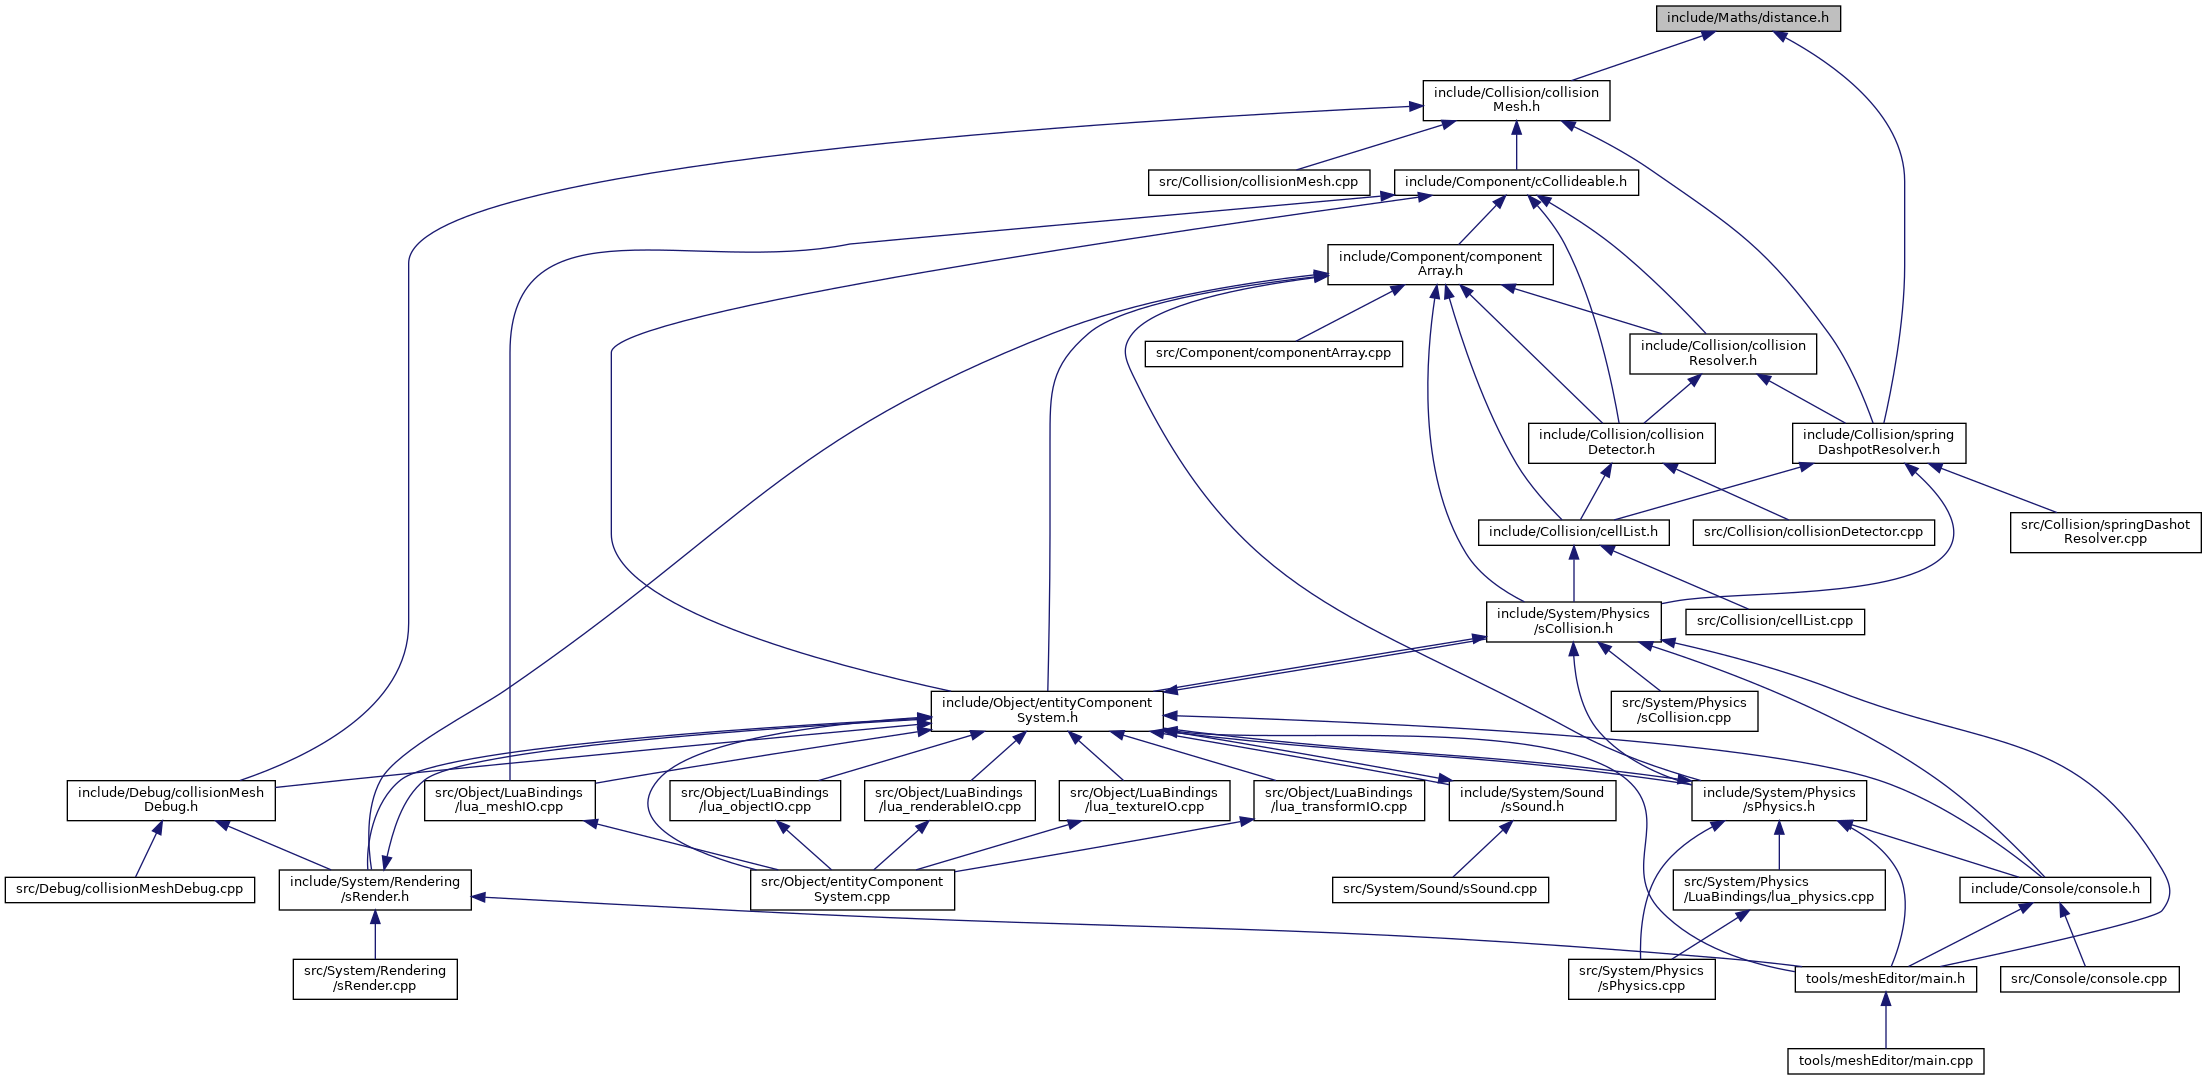 include/Maths/distance.h
include/Collision/collision
Mesh.h
src/Collision/collisionMesh.cpp
include/Component/cCollideable.h
include/Component/component
Array.h
src/Component/componentArray.cpp
include/Collision/collision
Resolver.h
include/Collision/collision
Detector.h
include/Collision/spring
DashpotResolver.h
include/Collision/cellList.h
src/Collision/collisionDetector.cpp
src/Collision/springDashot
Resolver.cpp
include/System/Physics
/sCollision.h
src/Collision/cellList.cpp
include/Object/entityComponent
System.h
src/System/Physics
/sCollision.cpp
include/Debug/collisionMesh
Debug.h
src/Object/LuaBindings
/lua_meshIO.cpp
src/Object/LuaBindings
/lua_objectIO.cpp
src/Object/LuaBindings
/lua_renderableIO.cpp
src/Object/LuaBindings
/lua_textureIO.cpp
src/Object/LuaBindings
/lua_transformIO.cpp
include/System/Sound
/sSound.h
include/System/Physics
/sPhysics.h
src/Debug/collisionMeshDebug.cpp
include/System/Rendering
/sRender.h
src/Object/entityComponent
System.cpp
src/System/Sound/sSound.cpp
src/System/Physics
/LuaBindings/lua_physics.cpp
include/Console/console.h
src/System/Rendering
/sRender.cpp
src/System/Physics
/sPhysics.cpp
tools/meshEditor/main.h
src/Console/console.cpp
tools/meshEditor/main.cpp